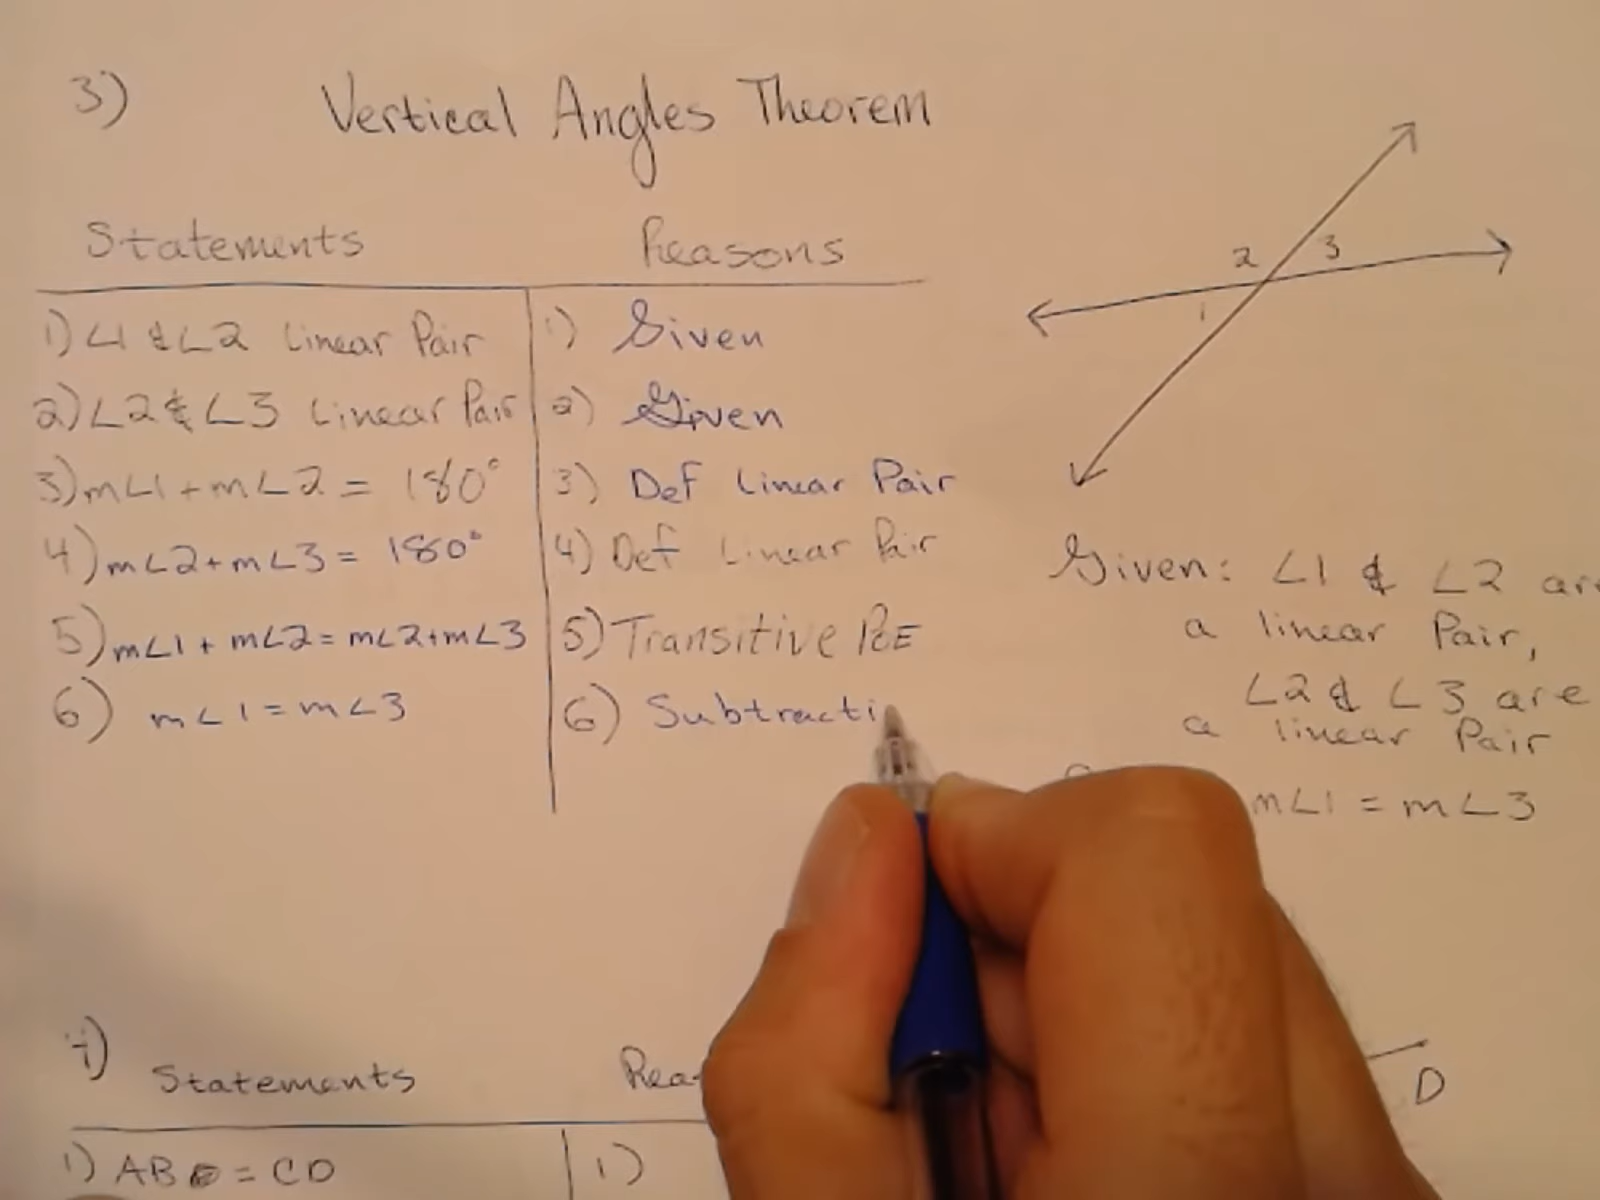 3) Vertical Angles Theorem
Statements Reasons
1) ∠1 & ∠2 Linear Pair 1) Given
2) ∠2 & ∠3 Linear Pair 2) Given
3) m∠1 + m∠2 = 180° 3) Def Linear Pair
4) m∠2 + m∠3 = 180° 4) Def Linear Pair
5) m∠1 + m∠2 = m∠2 + m∠3 5) Transitive PoE
6) m∠1 = m∠3 6) Subtracti
2 3
1
Given: ∠1 & ∠2 are
a linear Pair,
∠2 & ∠3 are
a linear Pair
m∠1 = m∠3
Statements Rea
D
1) AB = CD 1)